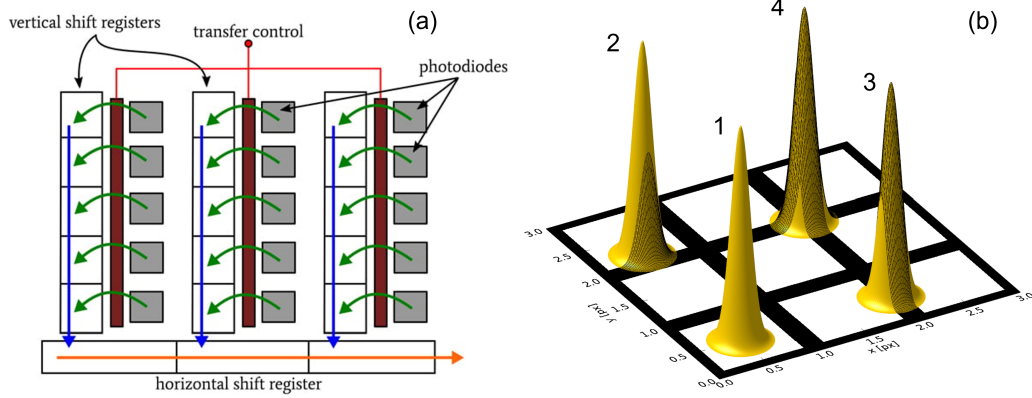 (a)
vertical shift registers
transfer control
photodiodes
horizontal shift register
(b)
4
2
3
1
3.0
2.5
2.0
1.5
1.0
0.5
0.0
y [px]
0.0
0.5
1.0
1.5
2.0
2.5
3.0
x [px]